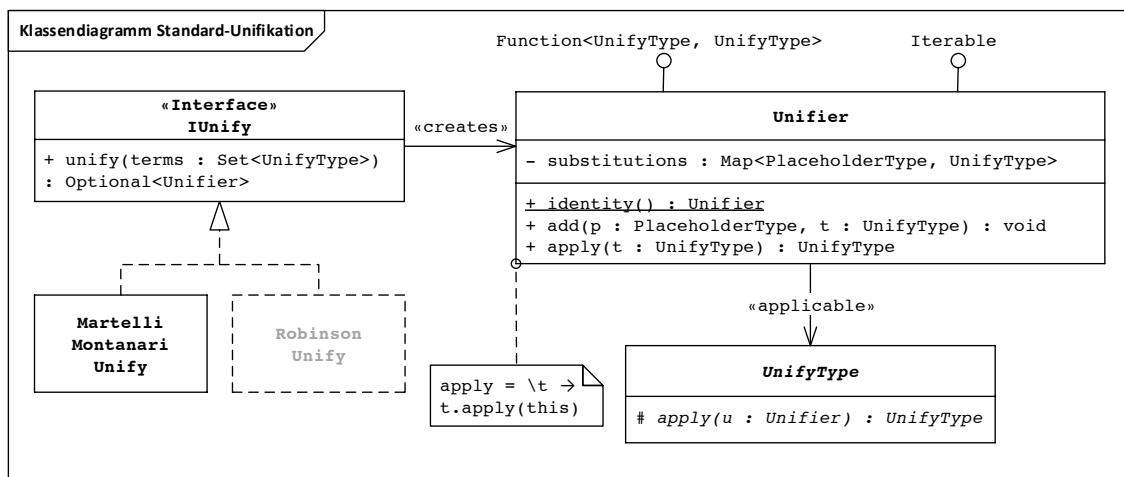 Klassendiagramm Standard-Unifikation
Function<UnifyType, UnifyType>
Iterable
«Interface»
IUnify
+ unify(terms : Set<UnifyType>)
: Optional<Unifier>
«creates»
Unifier
- substitutions : Map<PlaceholderType, UnifyType>
+ identity() : Unifier
+ add(p : PlaceholderType, t : UnifyType) : void
+ apply(t : UnifyType) : UnifyType
Martelli
Montanari
Unify
Robinson
Unify
«applicable»
apply = \t →
t.apply(this)
UnifyType
# apply(u : Unifier) : UnifyType